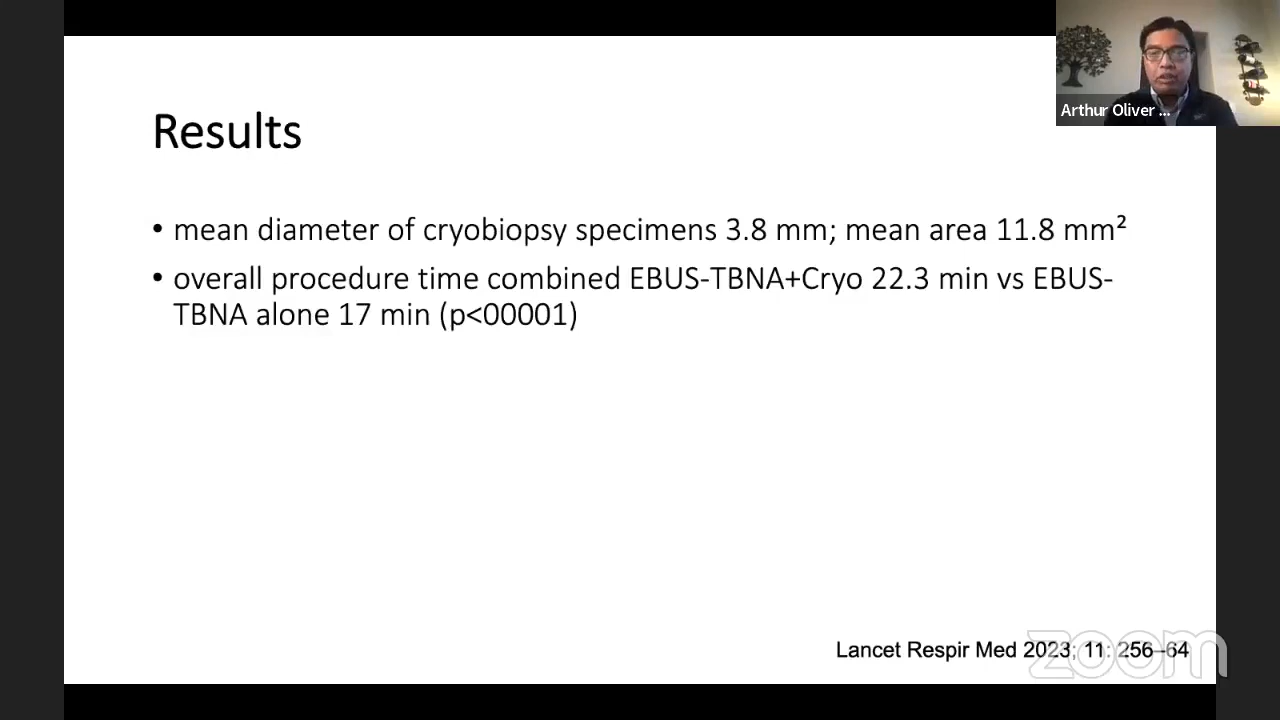 Arthur Oliver ...
Results
• mean diameter of cryobiopsy specimens 3.8 mm; mean area 11.8 mm²
• overall procedure time combined EBUS-TBNA+Cryo 22.3 min vs EBUS-
TBNA alone 17 min (p<00001)
Lancet Respir Med 2023; 11: 256–64
zoom